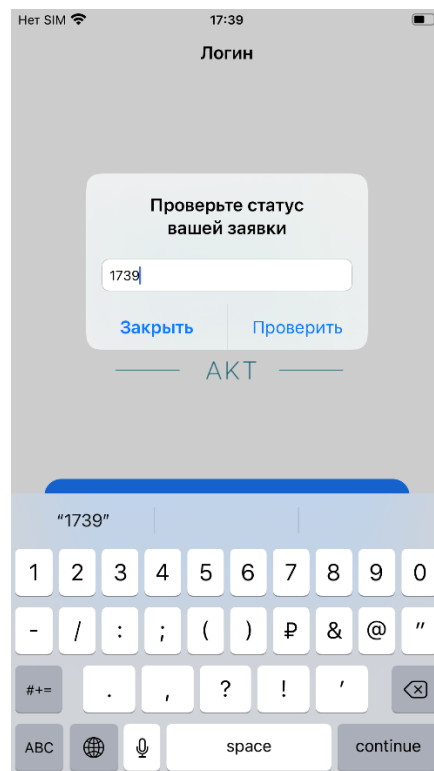 Нет SIM 17:39
Логин
Проверьте статус
вашей заявки
1739
Закрыть Проверить
АКТ
“1739”
1 2 3 4 5 6 7 8 9 0
- / : ; ( ) ₽ & @ "
#+= . , ? ! ′
ABC space continue